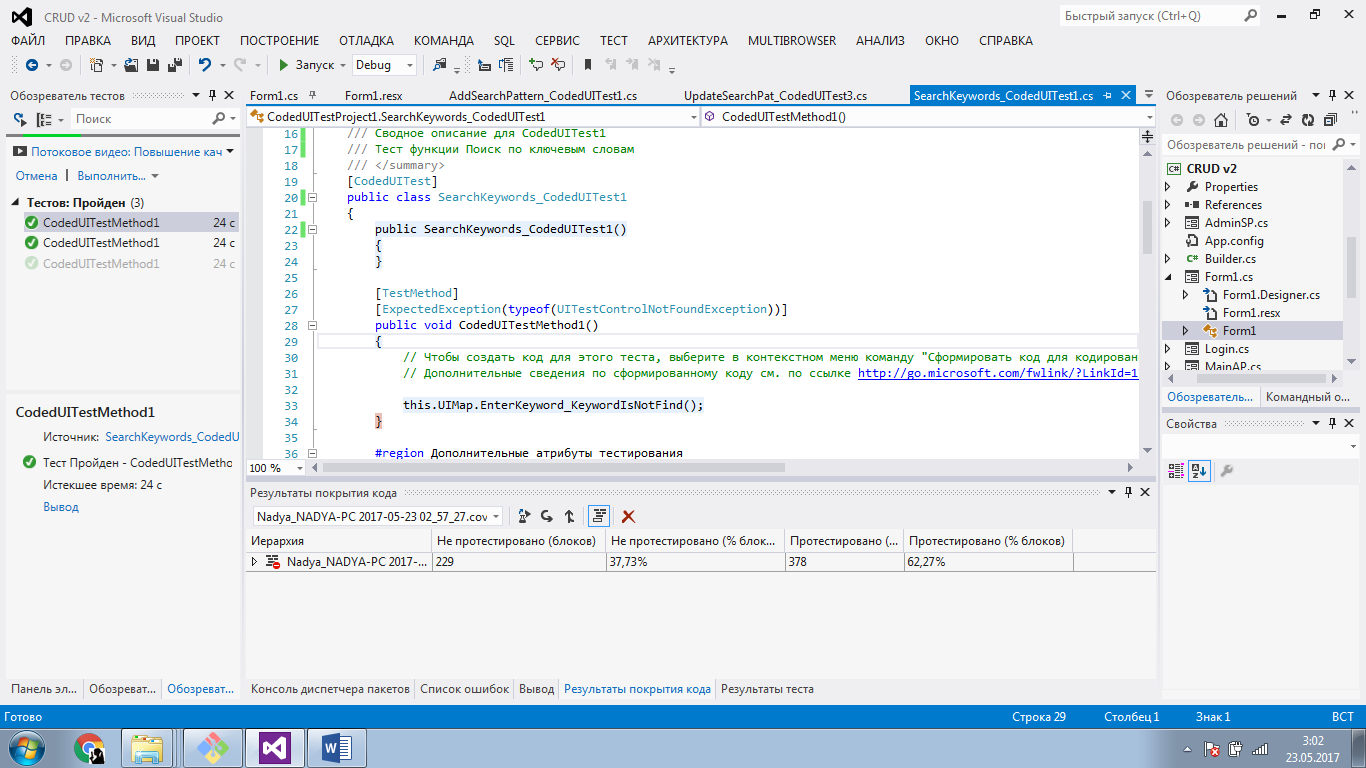 CRUD v2 - Microsoft Visual Studio
Быстрый запуск (Ctrl+Q)
ФАЙЛ ПРАВКА ВИД ПРОЕКТ ПОСТРОЕНИЕ ОТЛАДКА КОМАНДА SQL СЕРВИС ТЕСТ АРХИТЕКТУРА MULTIBROWSER АНАЛИЗ ОКНО СПРАВКА
Запуск Debug
Обозреватель тестов
Поиск
Потоковое видео: Повышение кач
Отмена | Выполнить...
Тестов: Пройден (3)
CodedUITestMethod1 24 с
CodedUITestMethod1 24 с
CodedUITestMethod1 24 с
CodedUITestMethod1
Источник: SearchKeywords_CodedU
Тест Пройден - CodedUITestMetho
Истекшее время: 24 с
Вывод
Панель эл... Обозреват... Обозреват...
Form1.cs Form1.resx AddSearchPattern_CodedUITest1.cs UpdateSearchPat_CodedUITest3.cs SearchKeywords_CodedUITest1.cs
CodedUITestProject1.SearchKeywords_CodedUITest1 CodedUITestMethod1()
16 /// Сводное описание для CodedUITest1
17 /// Тест функции Поиск по ключевым словам
18 /// </summary>
19 [CodedUITest]
20 public class SearchKeywords_CodedUITest1
21 {
22 public SearchKeywords_CodedUITest1()
23 {
24 }
25
26 [TestMethod]
27 [ExpectedException(typeof(UITestControlNotFoundException))]
28 public void CodedUITestMethod1()
29 {
30 // Чтобы создать код для этого теста, выберите в контекстном меню команду "Сформировать код для кодирован
31 // Дополнительные сведения по сформированному коду см. по ссылке http://go.microsoft.com/fwlink/?LinkId=1
32
33 this.UIMap.EnterKeyword_KeywordIsNotFind();
34 }
35
36 #region Дополнительные атрибуты тестирования
100 %
Результаты покрытия кода
Nadya_NADYA-PC 2017-05-23 02_57_27.cov
Иерархия Не протестировано (блоков) Не протестировано (% блок... Протестировано (... Протестировано (% блоков)
Nadya_NADYA-PC 2017-... 229 37,73% 378 62,27%
Консоль диспетчера пакетов Список ошибок Вывод Результаты покрытия кода Результаты теста
Обозреватель решений
Обозреватель решений - пои
CRUD v2
Properties
References
AdminSP.cs
App.config
Builder.cs
Form1.cs
Form1.Designer.cs
Form1.resx
Form1
Login.cs
MainAP.cs
Обозреватель... Командный о...
Свойства
Готово Строка 29 Столбец 1 Знак 1 ВСТ
3:02
23.05.2017